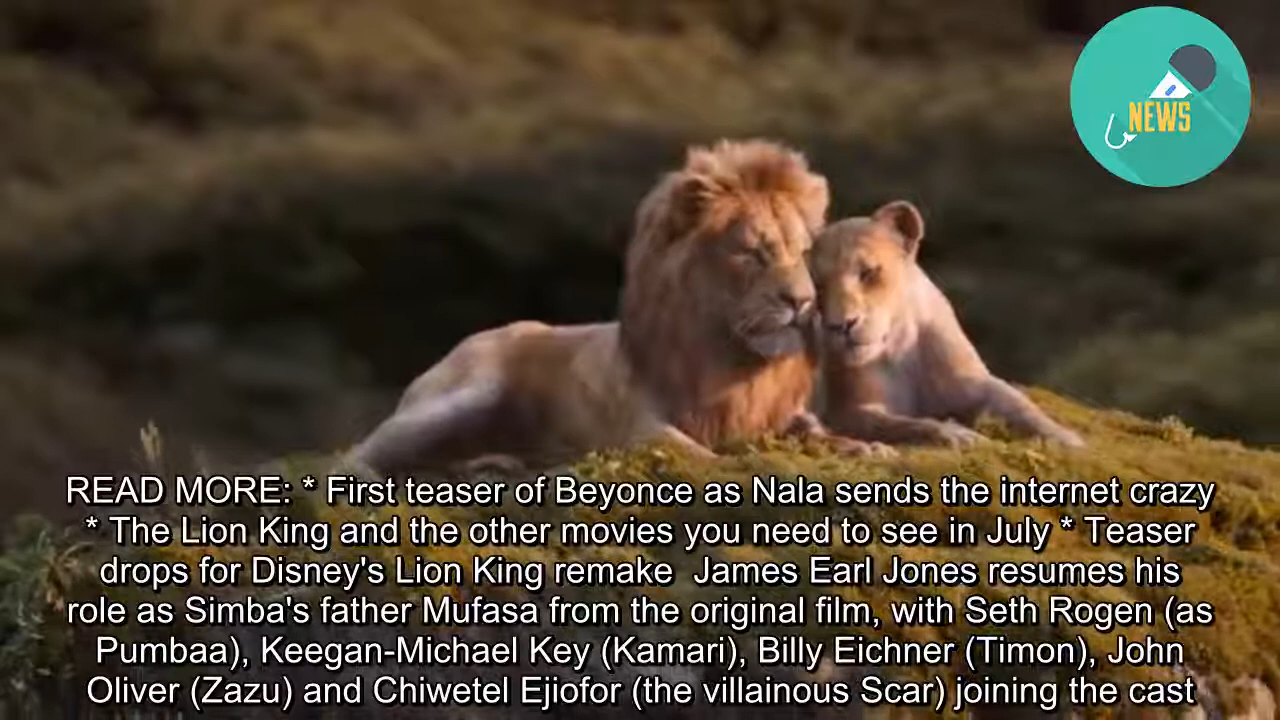 NEWS
READ MORE: * First teaser of Beyonce as Nala sends the internet crazy
* The Lion King and the other movies you need to see in July * Teaser
drops for Disney's Lion King remake  James Earl Jones resumes his
role as Simba's father Mufasa from the original film, with Seth Rogen (as
Pumbaa), Keegan-Michael Key (Kamari), Billy Eichner (Timon), John
Oliver (Zazu) and Chiwetel Ejiofor (the villainous Scar) joining the cast